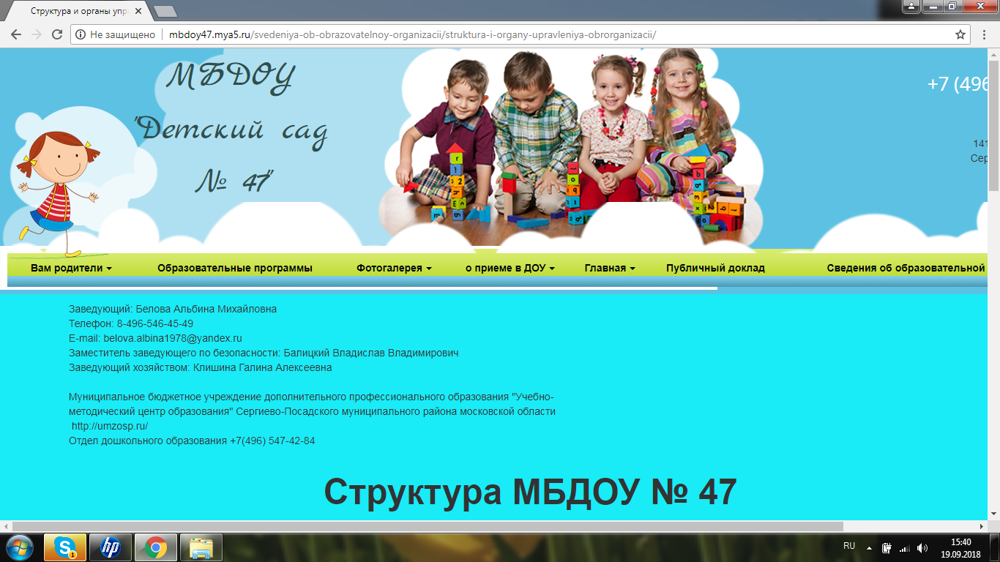 Структура и органы упра
Не защищено
mbdoy47.mya5.ru/svedeniya-ob-obrazovatelnoy-organizacii/struktura-i-organy-upravleniya-obrorganizacii/
МБДОУ
"Детский сад
№ 47"
+7 (496
141
Сер
Вам родители
Образовательные программы
Фотогалерея
о приеме в ДОУ
Главная
Публичный доклад
Сведения об образовательной
Заведующий: Белова Альбина Михайловна
Телефон: 8-496-546-45-49
E-mail: belova.albina1978@yandex.ru
Заместитель заведующего по безопасности: Балицкий Владислав Владимирович
Заведующий хозяйством: Клишина Галина Алексеевна
Муниципальное бюджетное учреждение дополнительного профессионального образования "Учебно-
методический центр образования" Сергиево-Посадского муниципального района московской области
http://umzosp.ru/
Отдел дошкольного образования +7(496) 547-42-84
Структура МБДОУ № 47
RU
15:40
19.09.2018